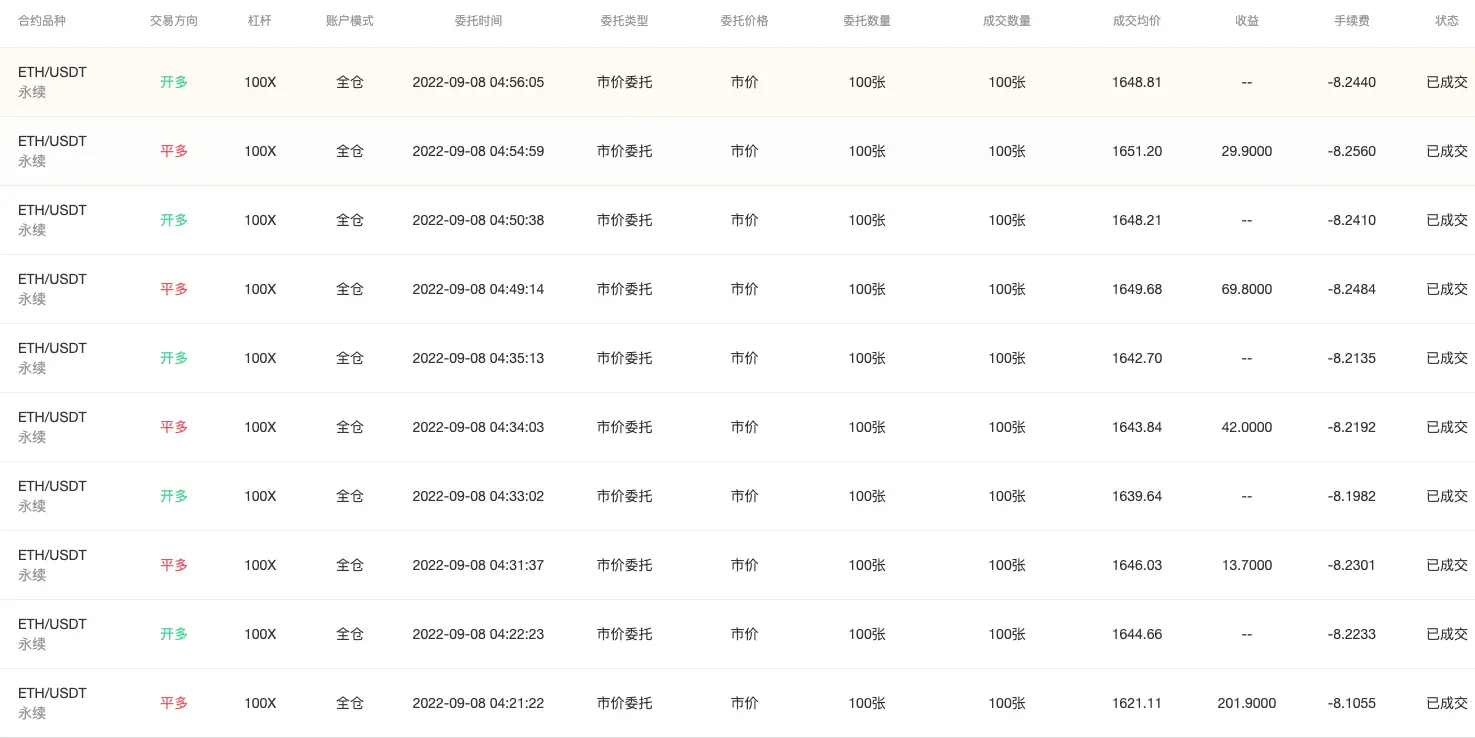 合约品种 交易方向 杠杆 账户模式 委托时间 委托类型 委托价格 委托数量 成交数量 成交均价 收益 手续费 状态
ETH/USDT 永续 开多 100X 全仓 2022-09-08 04:56:05 市价委托 市价 100张 100张 1648.81 -- -8.2440 已成交
ETH/USDT 永续 平多 100X 全仓 2022-09-08 04:54:59 市价委托 市价 100张 100张 1651.20 29.9000 -8.2560 已成交
ETH/USDT 永续 开多 100X 全仓 2022-09-08 04:50:38 市价委托 市价 100张 100张 1648.21 -- -8.2410 已成交
ETH/USDT 永续 平多 100X 全仓 2022-09-08 04:49:14 市价委托 市价 100张 100张 1649.68 69.8000 -8.2484 已成交
ETH/USDT 永续 开多 100X 全仓 2022-09-08 04:35:13 市价委托 市价 100张 100张 1642.70 -- -8.2135 已成交
ETH/USDT 永续 平多 100X 全仓 2022-09-08 04:34:03 市价委托 市价 100张 100张 1643.84 42.0000 -8.2192 已成交
ETH/USDT 永续 开多 100X 全仓 2022-09-08 04:33:02 市价委托 市价 100张 100张 1639.64 -- -8.1982 已成交
ETH/USDT 永续 平多 100X 全仓 2022-09-08 04:31:37 市价委托 市价 100张 100张 1646.03 13.7000 -8.2301 已成交
ETH/USDT 永续 开多 100X 全仓 2022-09-08 04:22:23 市价委托 市价 100张 100张 1644.66 -- -8.2233 已成交
ETH/USDT 永续 平多 100X 全仓 2022-09-08 04:21:22 市价委托 市价 100张 100张 1621.11 201.9000 -8.1055 已成交